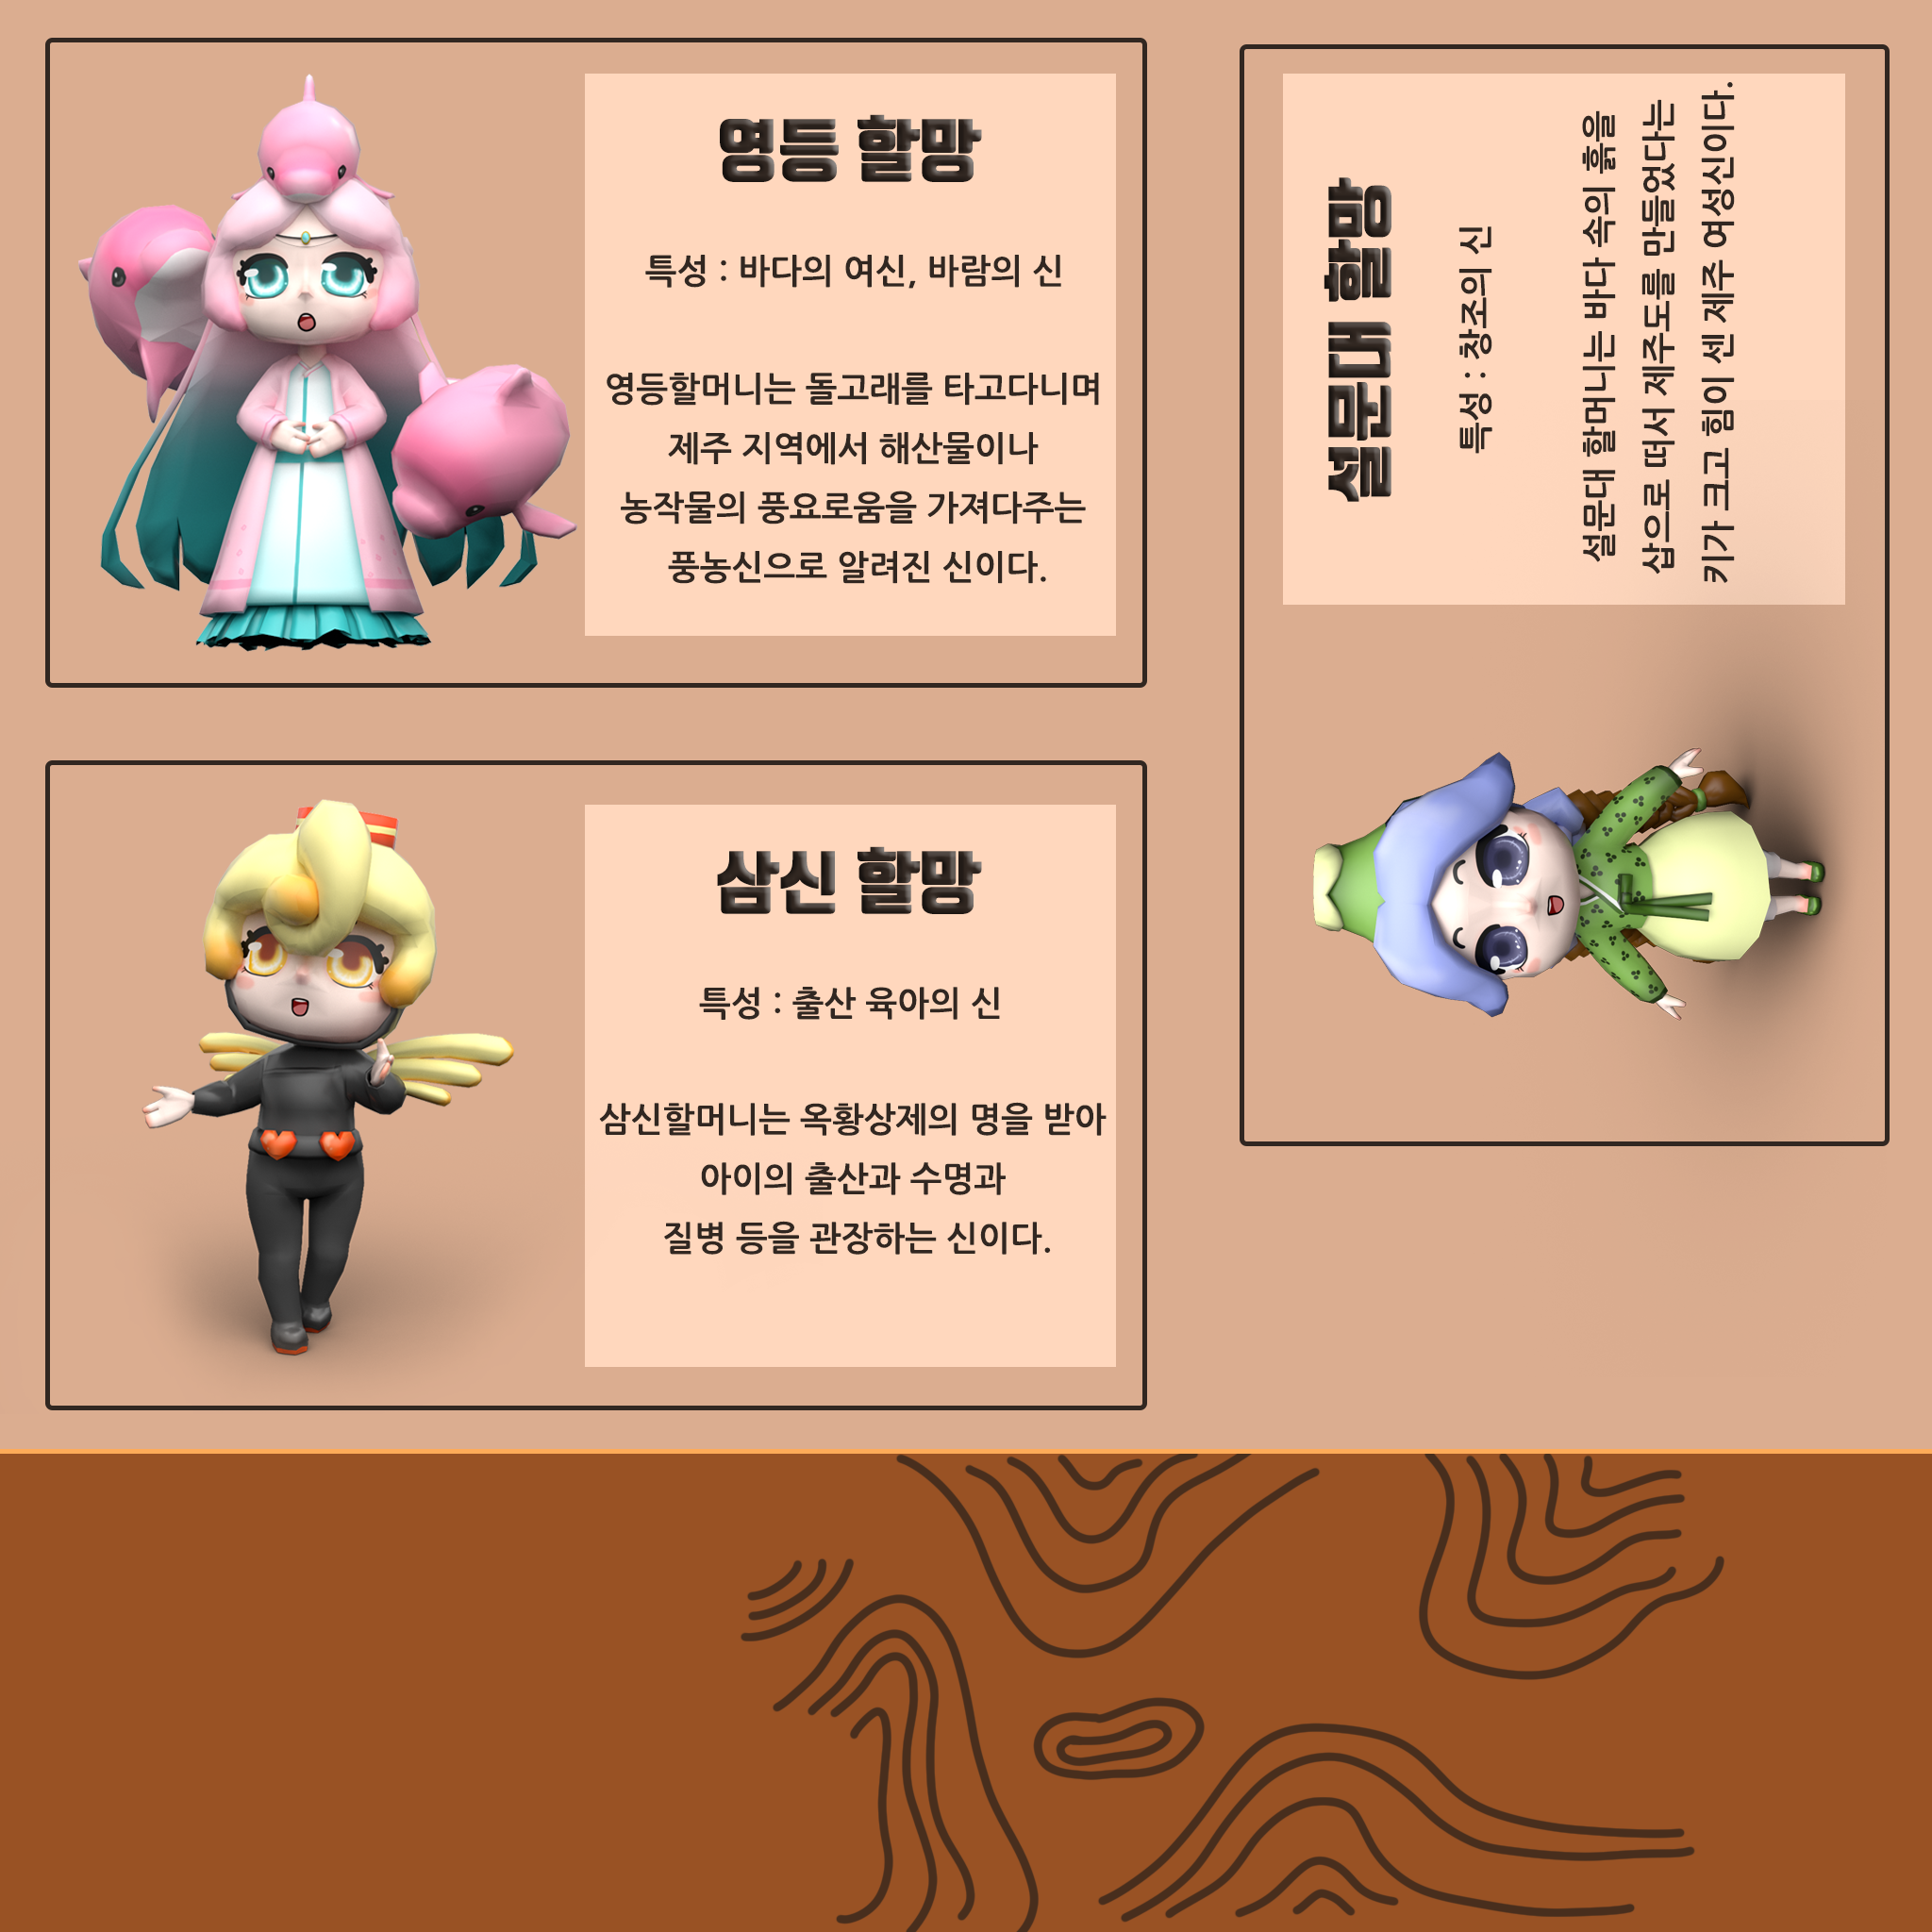 영등 할망
특성 : 바다의 여신, 바람의 신
영등할머니는 돌고래를 타고다니며
제주 지역에서 해산물이나
농작물의 풍요로움을 가져다주는
풍농신으로 알려진 신이다.
삼신 할망
특성 : 출산 육아의 신
삼신할머니는 옥황상제의 명을 받아
아이의 출산과 수명과
질병 등을 관장하는 신이다.
설문대 할망
특성 : 창조의 신
설문대 할머니는 바다 속의 흙을
삽으로 떠서 제주도를 만들었다는
키가 크고 힘이 센 제주 여성신이다.